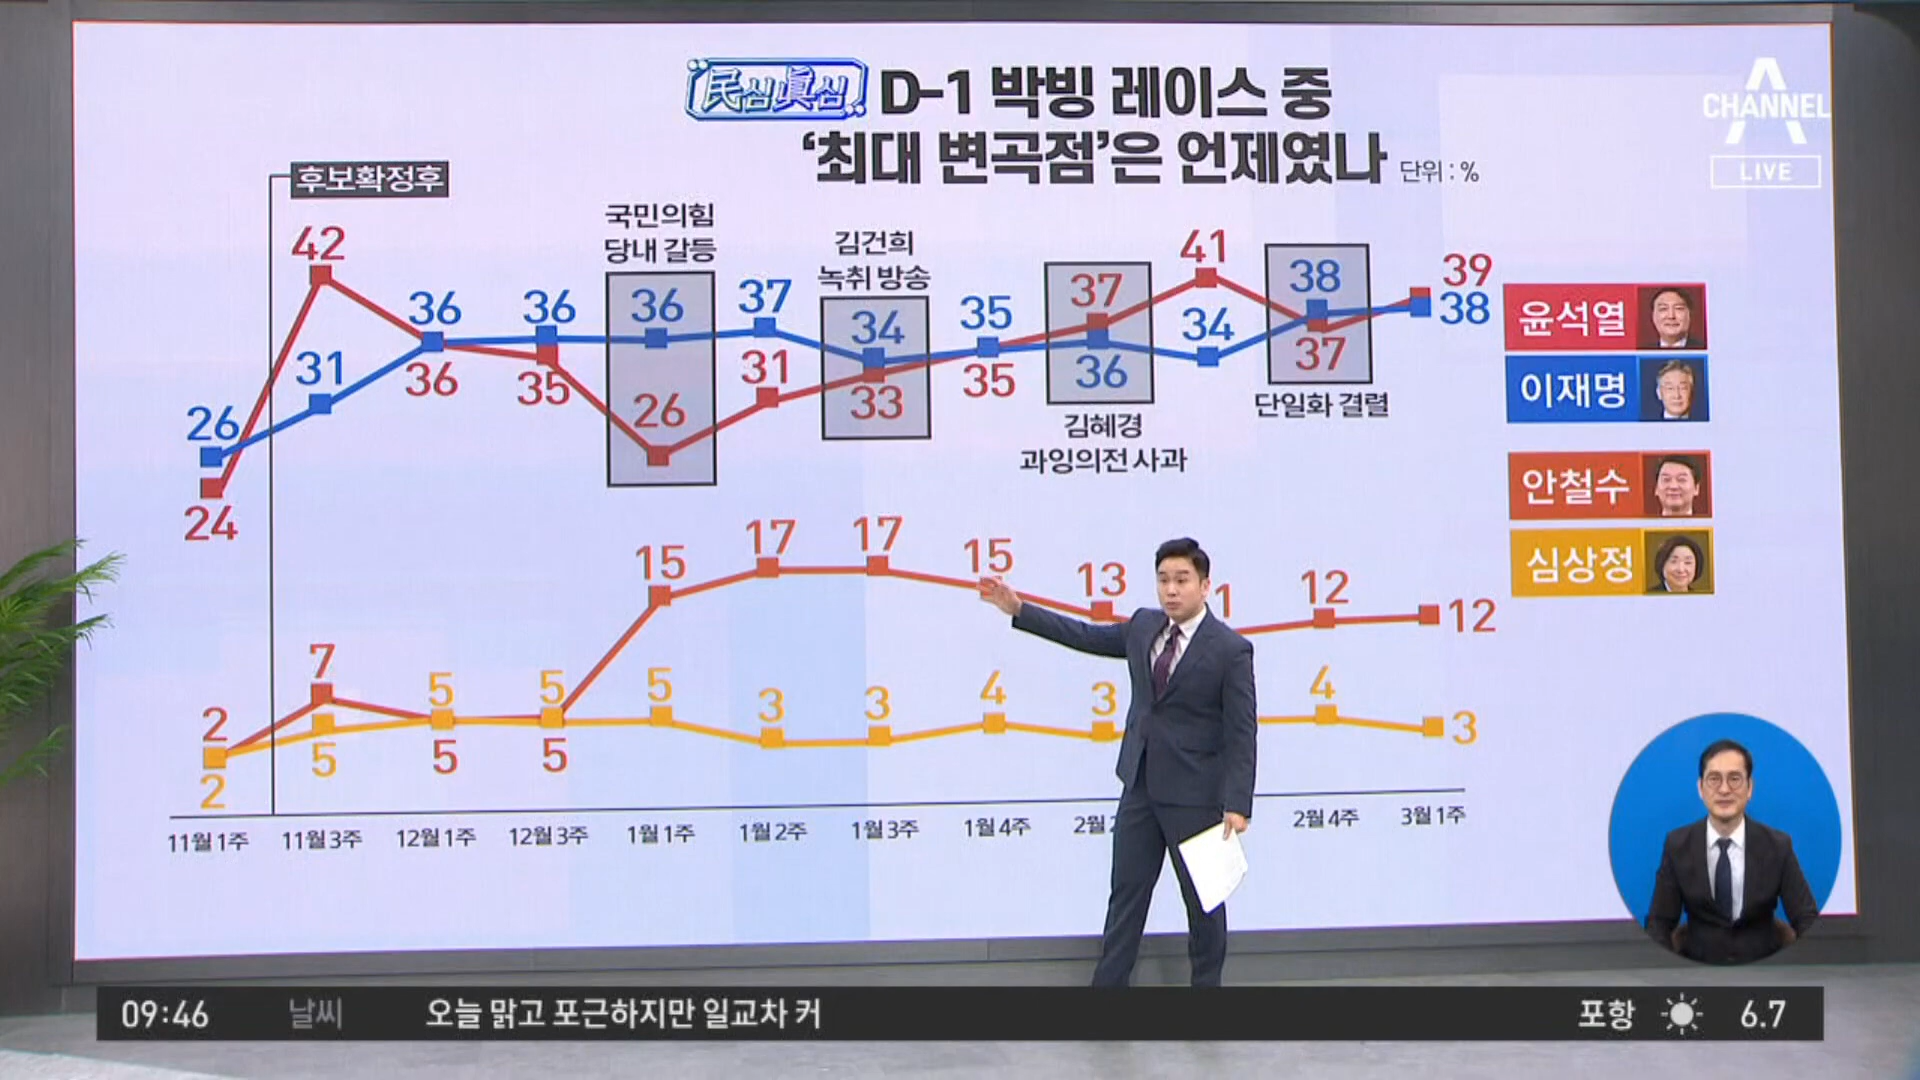 “民심眞심” D-1 박빙 레이스 중
‘최대 변곡점’은 언제였나 단위 : %
CHANNEL A
LIVE
후보확정후
국민의힘
당내 갈등
김건희
녹취 방송
김혜경
과잉의전 사과
단일화 결렬
24 42 36 35 26 31 33 35 37 41 37 39
26 31 36 36 36 37 34 35 36 34 38 38
2 7 5 5 15 17 17 15 13 12 12
2 5 5 5 5 3 3 4 3 4 3
윤석열
이재명
안철수
심상정
11월 1주 11월 3주 12월 1주 12월 3주 1월 1주 1월 2주 1월 3주 1월 4주 2월 2월 4주 3월 1주
09:46 날씨 오늘 맑고 포근하지만 일교차 커 포항 6.7